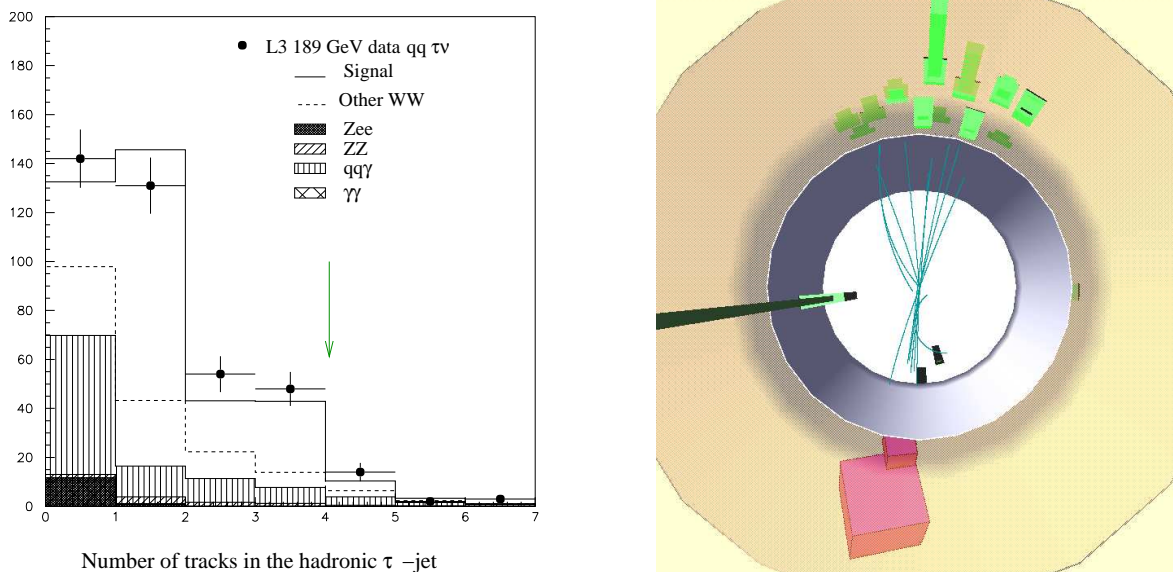 200
180
160
140
120
100
80
60
40
20
0
L3 189 GeV data qq τν
Signal
Other WW
Zee
ZZ
qqγ
γγ
0 1 2 3 4 5 6 7
Number of tracks in the hadronic τ −jet